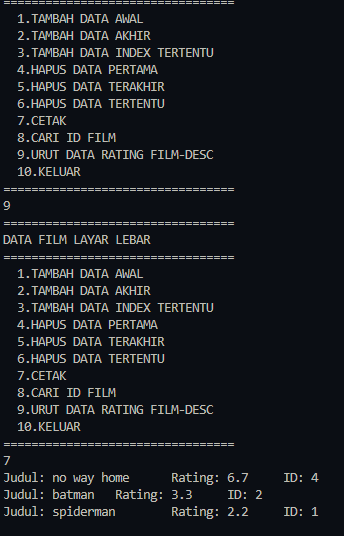 ==================================
1.TAMBAH DATA AWAL
2.TAMBAH DATA AKHIR
3.TAMBAH DATA INDEX TERTENTU
4.HAPUS DATA PERTAMA
5.HAPUS DATA TERAKHIR
6.HAPUS DATA TERTENTU
7.CETAK
8.CARI ID FILM
9.URUT DATA RATING FILM-DESC
10.KELUAR
==================================
9
==================================
DATA FILM LAYAR LEBAR
==================================
1.TAMBAH DATA AWAL
2.TAMBAH DATA AKHIR
3.TAMBAH DATA INDEX TERTENTU
4.HAPUS DATA PERTAMA
5.HAPUS DATA TERAKHIR
6.HAPUS DATA TERTENTU
7.CETAK
8.CARI ID FILM
9.URUT DATA RATING FILM-DESC
10.KELUAR
==================================
7
Judul: no way home Rating: 6.7 ID: 4
Judul: batman Rating: 3.3 ID: 2
Judul: spiderman Rating: 2.2 ID: 1